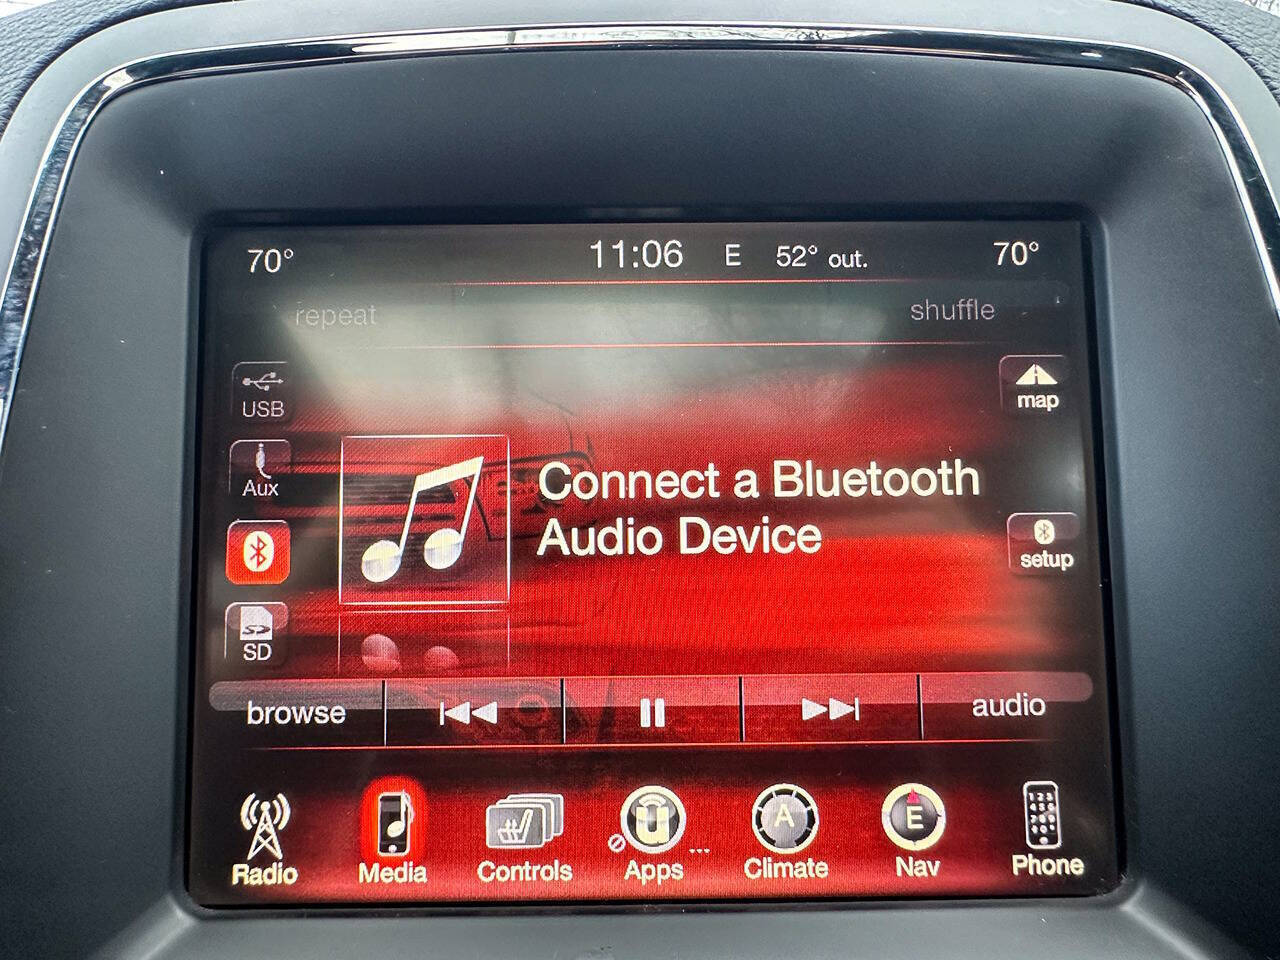 70° 11:06 E 52° out. 70°
repeat shuffle
USB
map
Aux
Connect a Bluetooth
Audio Device
setup
SD
browse audio
A
E
Radio Media Controls Apps ... Climate Nav Phone